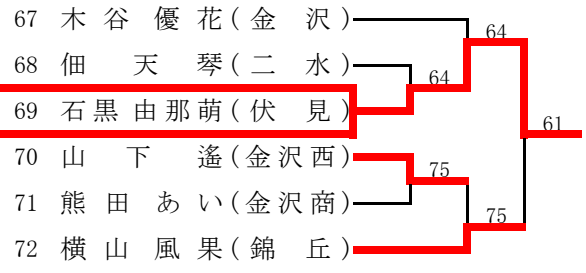 67 木谷 優花(金 沢)
64
68 佃 天琴(二 水)
64
69 石黒由那萌(伏 見)
61
70 山下 遙(金沢西)
75
71 熊田 あい(金沢商)
75
72 横山 風果(錦 丘)